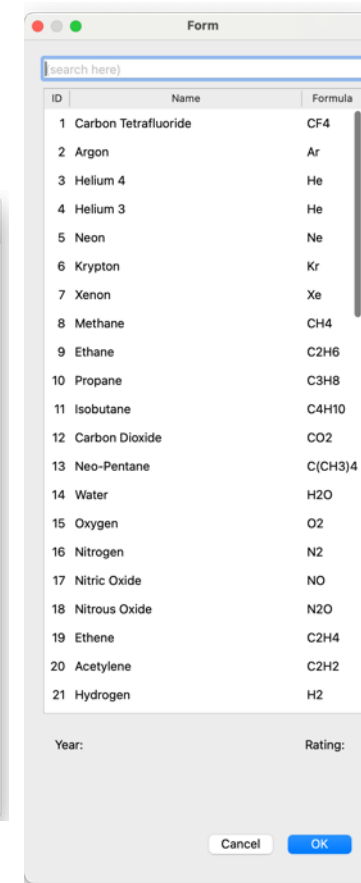 Form
(search here)
ID Name Formula
1 Carbon Tetrafluoride CF4
2 Argon Ar
3 Helium 4 He
4 Helium 3 He
5 Neon Ne
6 Krypton Kr
7 Xenon Xe
8 Methane CH4
9 Ethane C2H6
10 Propane C3H8
11 Isobutane C4H10
12 Carbon Dioxide CO2
13 Neo-Pentane C(CH3)4
14 Water H2O
15 Oxygen O2
16 Nitrogen N2
17 Nitric Oxide NO
18 Nitrous Oxide N2O
19 Ethene C2H4
20 Acetylene C2H2
21 Hydrogen H2
Year: Rating:
Cancel OK